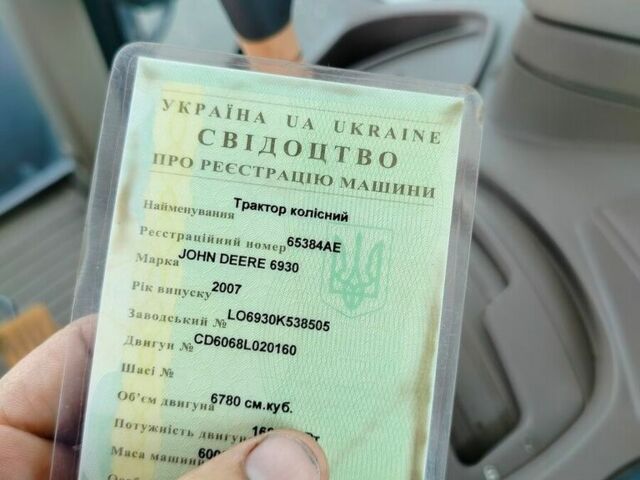 УКРАЇНА UA UKRAINE
СВІДОЦТВО
ПРО РЕЄСТРАЦІЮ МАШИНИ
Найменування Трактор колісний
Реєстраційний номер 65384АЕ
Марка JOHN DEERE 6930
Рік випуску 2007
Заводський № LO6930K538505
Двигун № CD6068L020160
Шасі №
Об'єм двигуна 6780 см.куб.
Потужність двигун
Маса машини